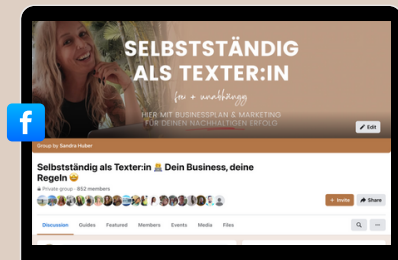 SELBSTSTÄNDIG
ALS TEXTER:IN
frei + unabhängig
HIER MIT BUSINESSPLAN & MARKETING
FÜR DEINEN NACHHALTIGEN ERFOLG
Edit
f
Group by Sandra Huber
Selbstständig als Texter:in 👩‍💻 Dein Business, deine
Regeln 🤩
Private group · 652 members
+ Invite
Share
Discussion Guides Featured Members Events Media Files